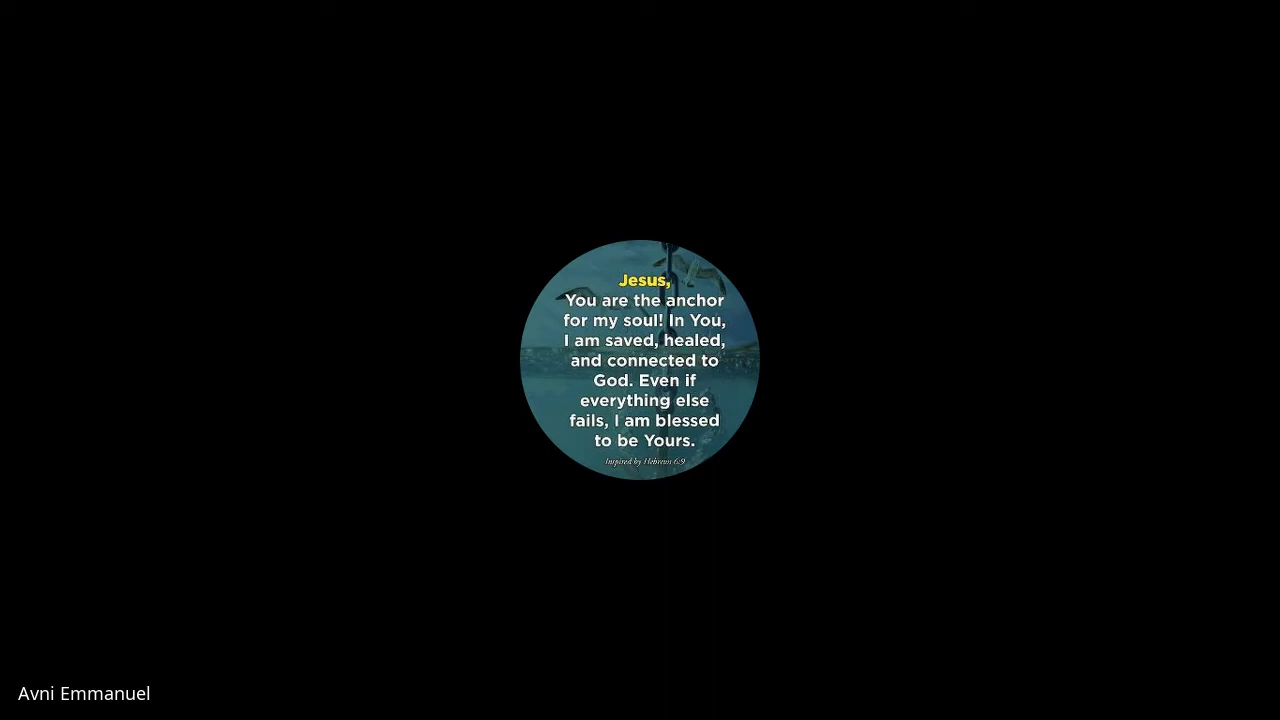 Jesus,
You are the anchor
for my soul! In You,
I am saved, healed,
and connected to
God. Even if
everything else
fails, I am blessed
to be Yours.
Inspired by Hebrews 6:9
Avni Emmanuel